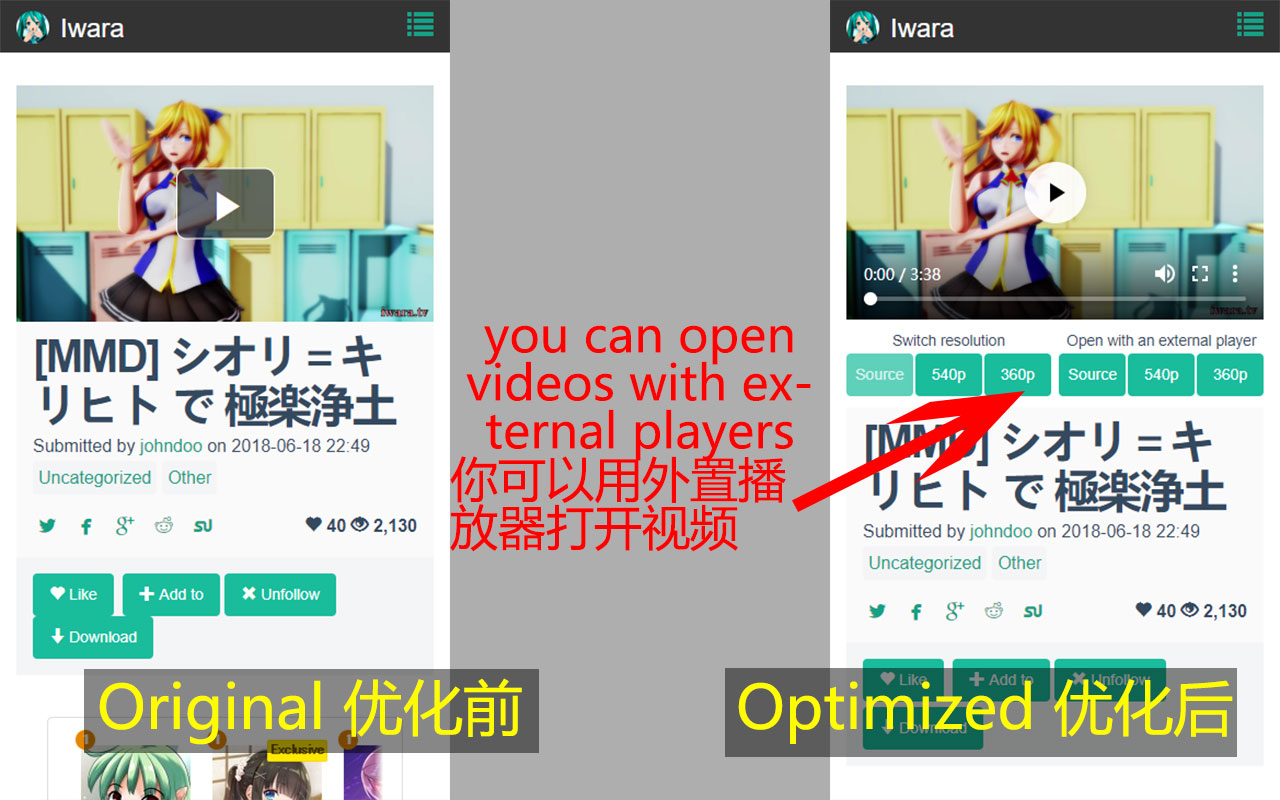 Iwara
iwara.tv
[MMD] シオリ = キ
リヒト で 極楽浄土
Submitted by johndoo on 2018-06-18 22:49
Uncategorized Other
g+ 40 2,130
Like Add to Unfollow
Download
Original 优化前
1 1 Exclusive 1
you can open
videos with ex-
ternal players
你可以用外置播
放器打开视频
Iwara
0:00 / 3:38
iwara.tv
Switch resolution Open with an external player
Source 540p 360p Source 540p 360p
[MMD] シオリ = キ
リヒト で 極楽浄土
Submitted by johndoo on 2018-06-18 22:49
Uncategorized Other
g+ 40 2,130
Like Add to Unfollow
Download
Optimized 优化后